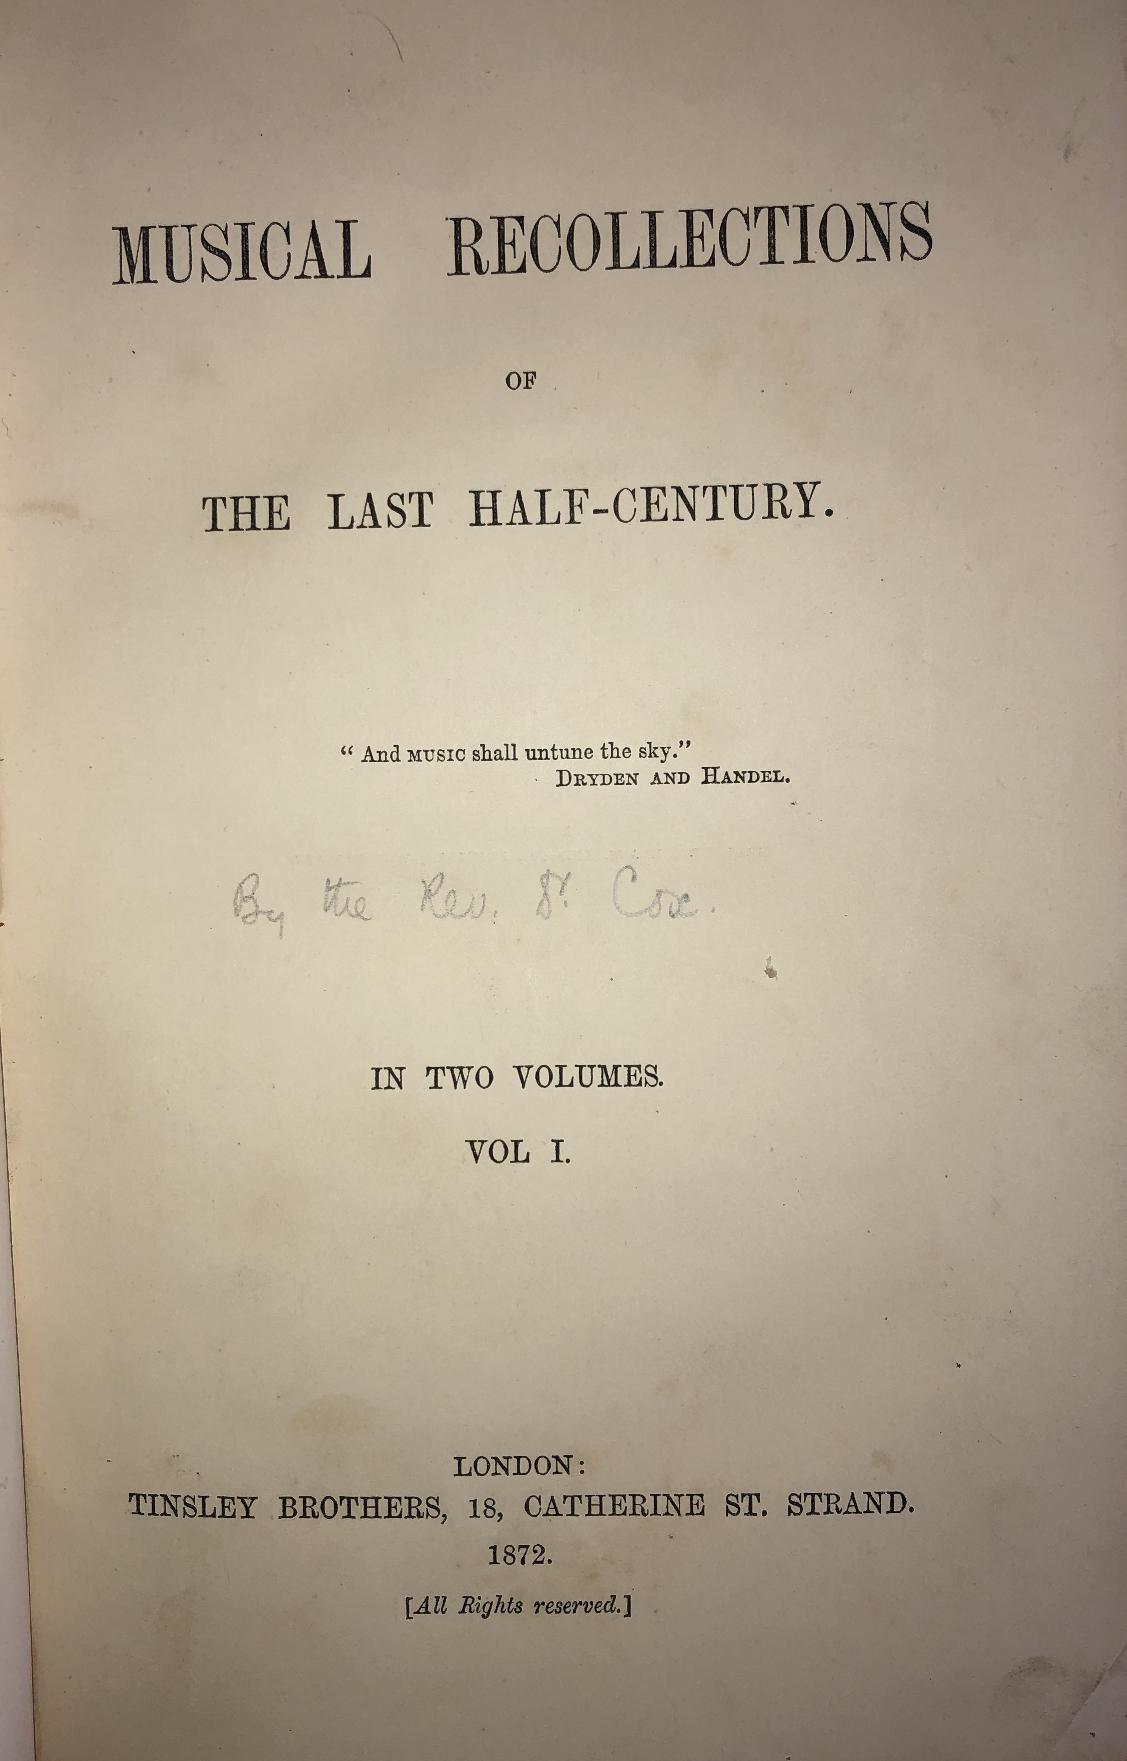 MUSICAL RECOLLECTIONS
OF
THE LAST HALF-CENTURY.
“And MUSIC shall untune the sky.”
DRYDEN AND HANDEL.
By the Rev. Dr. Cox.
IN TWO VOLUMES.
VOL I.
LONDON:
TINSLEY BROTHERS, 18, CATHERINE ST. STRAND.
1872.
[All Rights reserved.]